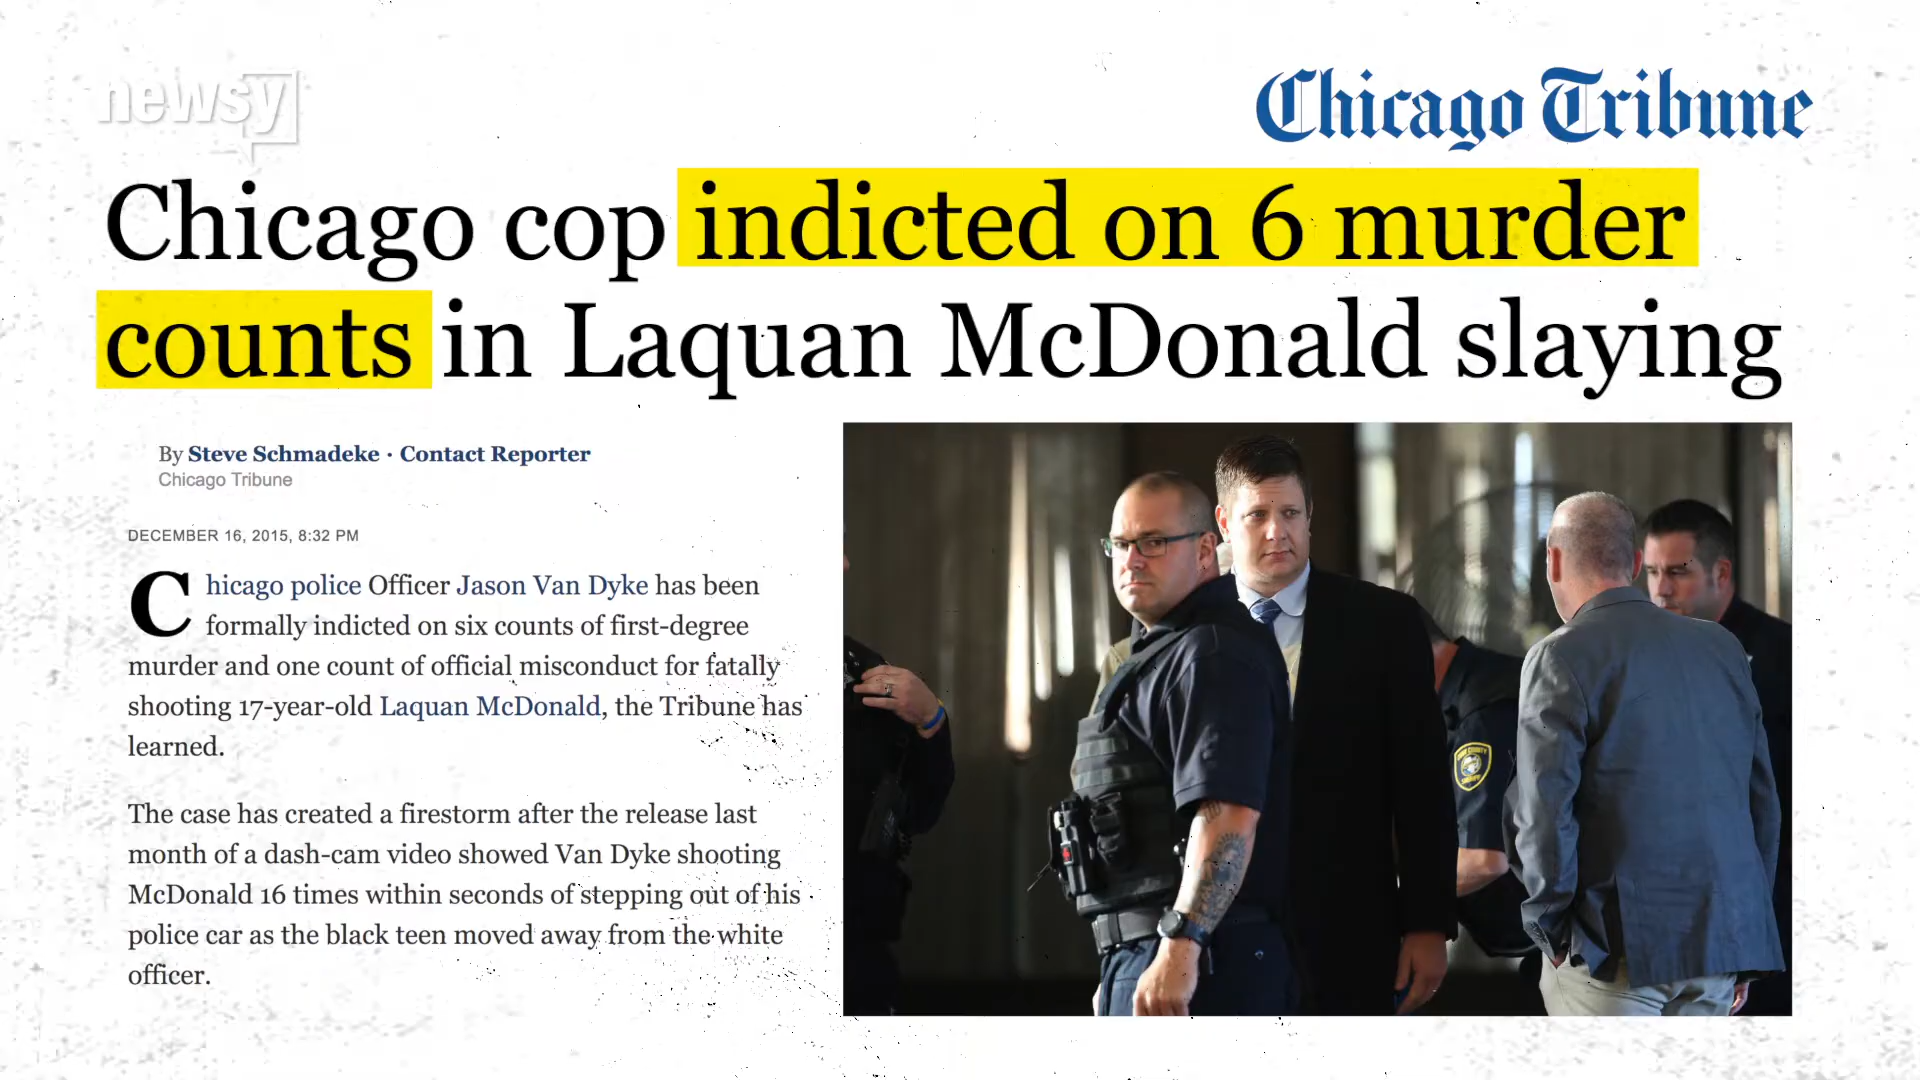 newsy
Chicago Tribune
Chicago cop indicted on 6 murder
counts in Laquan McDonald slaying
By Steve Schmadeke · Contact Reporter
Chicago Tribune
DECEMBER 16, 2015, 8:32 PM
Chicago police Officer Jason Van Dyke has been
formally indicted on six counts of first-degree
murder and one count of official misconduct for fatally
shooting 17-year-old Laquan McDonald, the Tribune has
learned.
The case has created a firestorm after the release last
month of a dash-cam video showed Van Dyke shooting
McDonald 16 times within seconds of stepping out of his
police car as the black teen moved away from the white
officer.